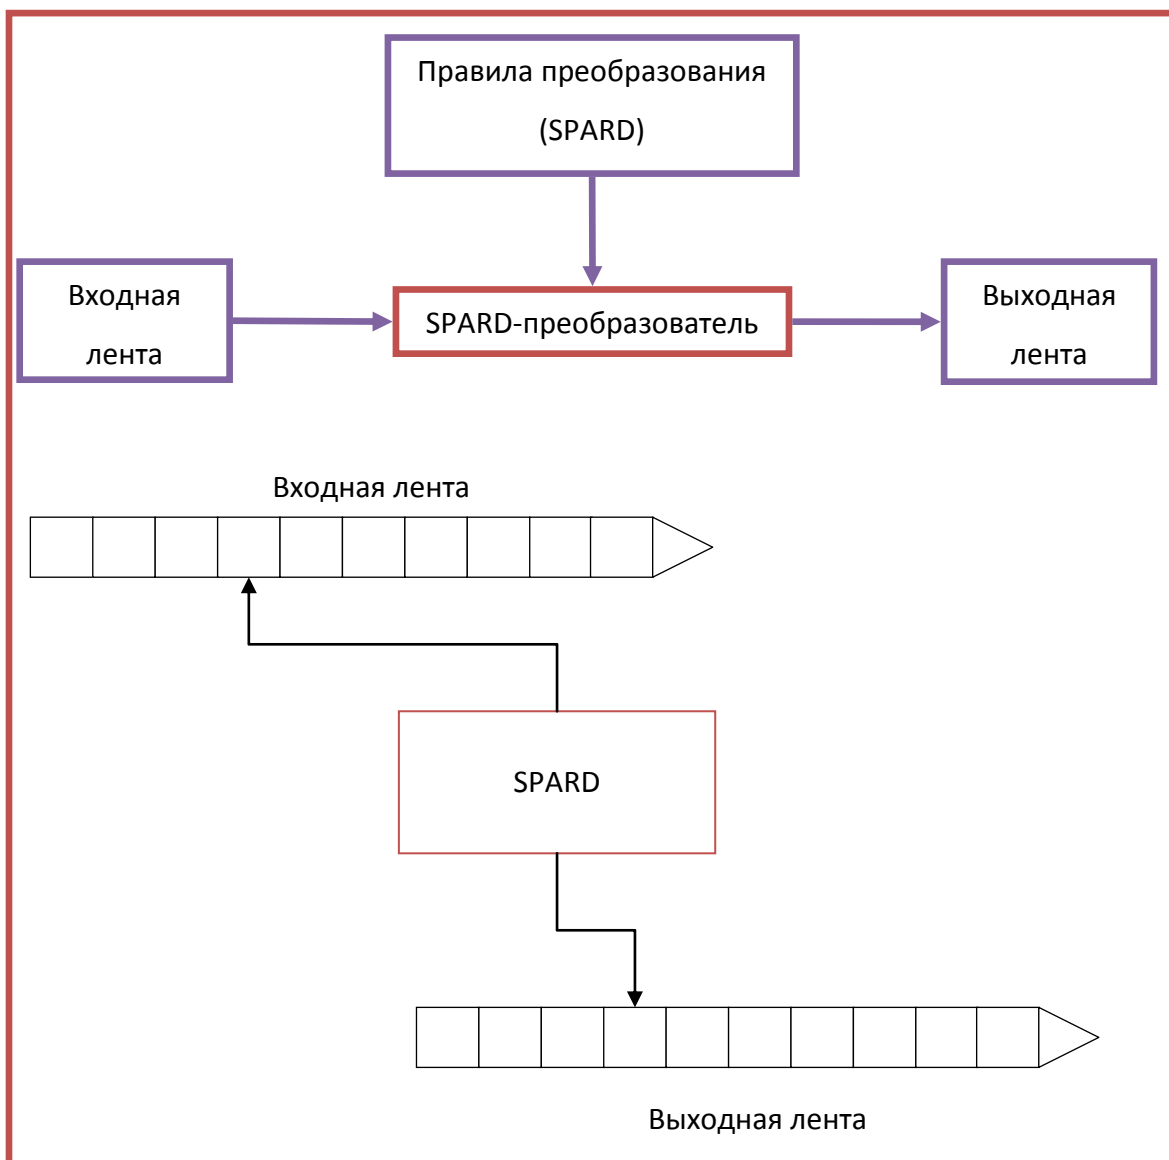 Правила преобразования
(SPARD)
Входная
лента
SPARD-преобразователь
Выходная
лента
Входная лента
SPARD
Выходная лента